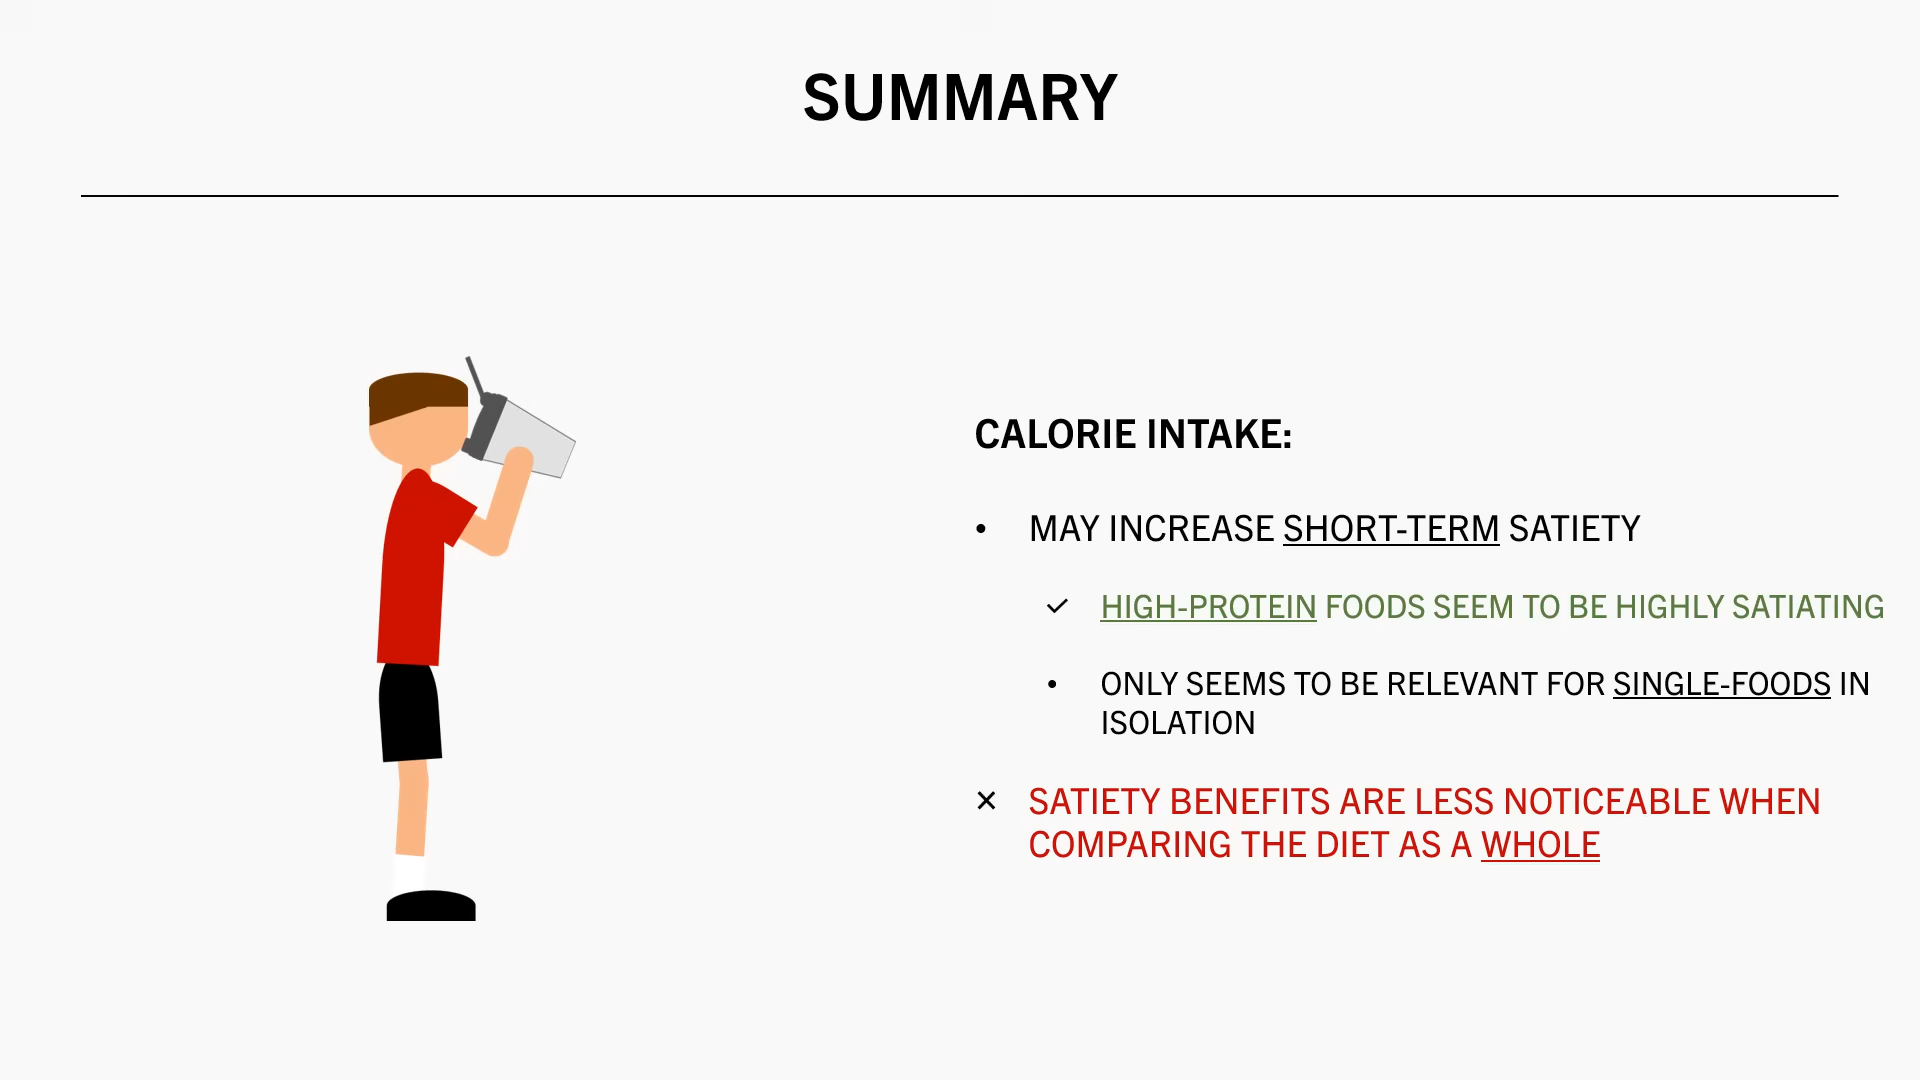 SUMMARY
CALORIE INTAKE:
• MAY INCREASE SHORT-TERM SATIETY
✓ HIGH-PROTEIN FOODS SEEM TO BE HIGHLY SATIATING
• ONLY SEEMS TO BE RELEVANT FOR SINGLE-FOODS IN
ISOLATION
✕ SATIETY BENEFITS ARE LESS NOTICEABLE WHEN
COMPARING THE DIET AS A WHOLE